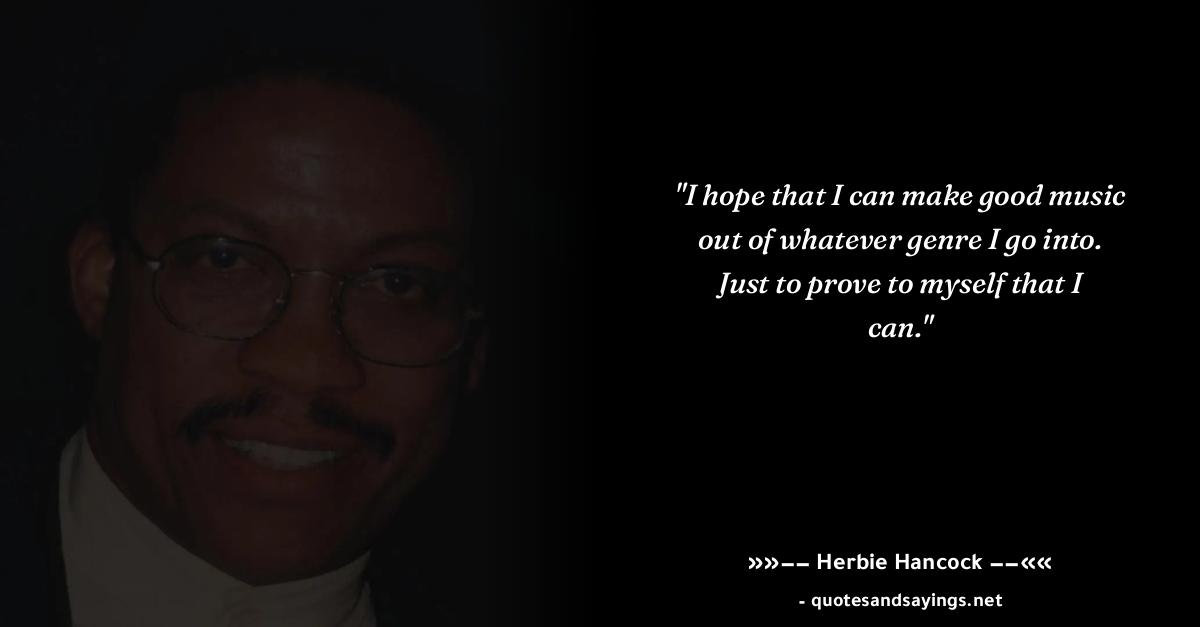 "I hope that I can make good music
out of whatever genre I go into.
Just to prove to myself that I
can."
»»–– Herbie Hancock ––««
- quotesandsayings.net